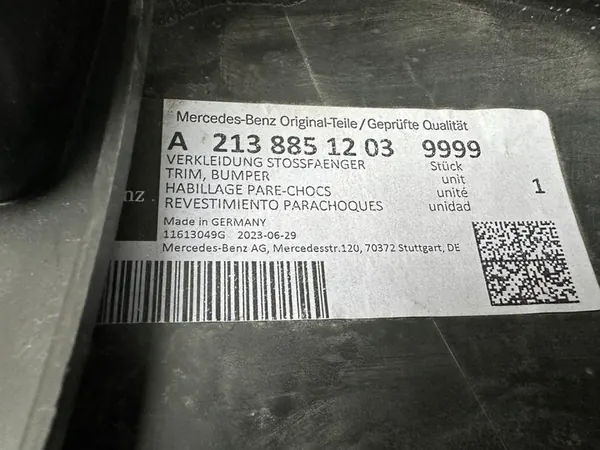 Mercedes-Benz Original-Teile/Geprüfte Qualität
A 213 885 12 03 9999
VERKLEIDUNG STOSSFAENGER Stück
TRIM, BUMPER unit
HABILLAGE PARE-CHOCS unité
REVESTIMIENTO PARACHOQUES unidad
1
Made in GERMANY
11613049G 2023-06-29
Mercedes-Benz AG, Mercedesstr.120, 70372 Stuttgart, DE